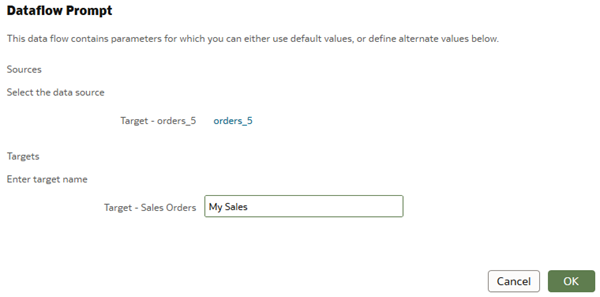 Dataflow Prompt
This data flow contains parameters for which you can either use default values, or define alternate values below.
Sources
Select the data source
Target - orders_5 orders_5
Targets
Enter target name
Target - Sales Orders My Sales
Cancel OK